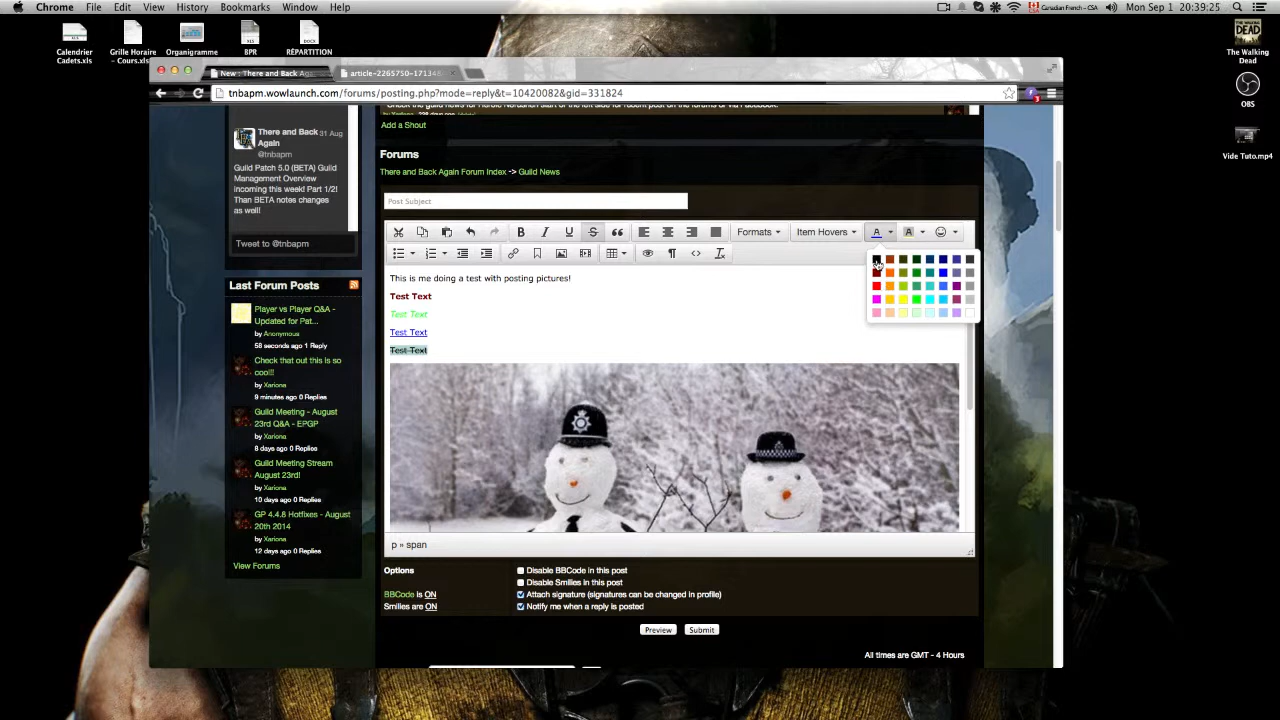 Chrome File Edit View History Bookmarks Window Help
Canadian French – CSA Mon Sep 1 20:39:25
Calendrier Cadets.xls
Grille Horaire – Cours.xls
Organigramme
BPR
RÉPARTITION
The Walking Dead
OBS
Vide Tuto.mp4
New : There and Back Aga
article-2265750-171348
tnbapm.wowlaunch.com/forums/posting.php?mode=reply&t=10420082&gid=331824
Add a Shout
There and Back Again
31 Aug
@tnbapm
Guild Patch 5.0 (BETA) Guild
Management Overview
incoming this week! Part 1/2!
Than BETA notes changes
as well!
Tweet to @tnbapm
Last Forum Posts
Player vs Player Q&A -
Updated for Pat...
by Anonymous
58 seconds ago 1 Reply
Check that out this is so
cool!!
by Xariona
9 minutes ago 0 Replies
Guild Meeting - August
23rd Q&A - EPGP
by Xariona
8 days ago 0 Replies
Guild Meeting Stream
August 23rd!
by Xariona
10 days ago 0 Replies
GP 4.4.8 Hotfixes - August
20th 2014
by Xariona
12 days ago 0 Replies
View Forums
Forums
There and Back Again Forum Index -> Guild News
Post Subject
B I U S Formats Item Hovers A A
This is me doing a test with posting pictures!
Test Text
Test Text
Test Text
Test Text
p » span
Options
Disable BBCode in this post
Disable Smilies in this post
BBCode is ON
Attach signature (signatures can be changed in profile)
Smilies are ON
Notify me when a reply is posted
Preview Submit
All times are GMT - 4 Hours